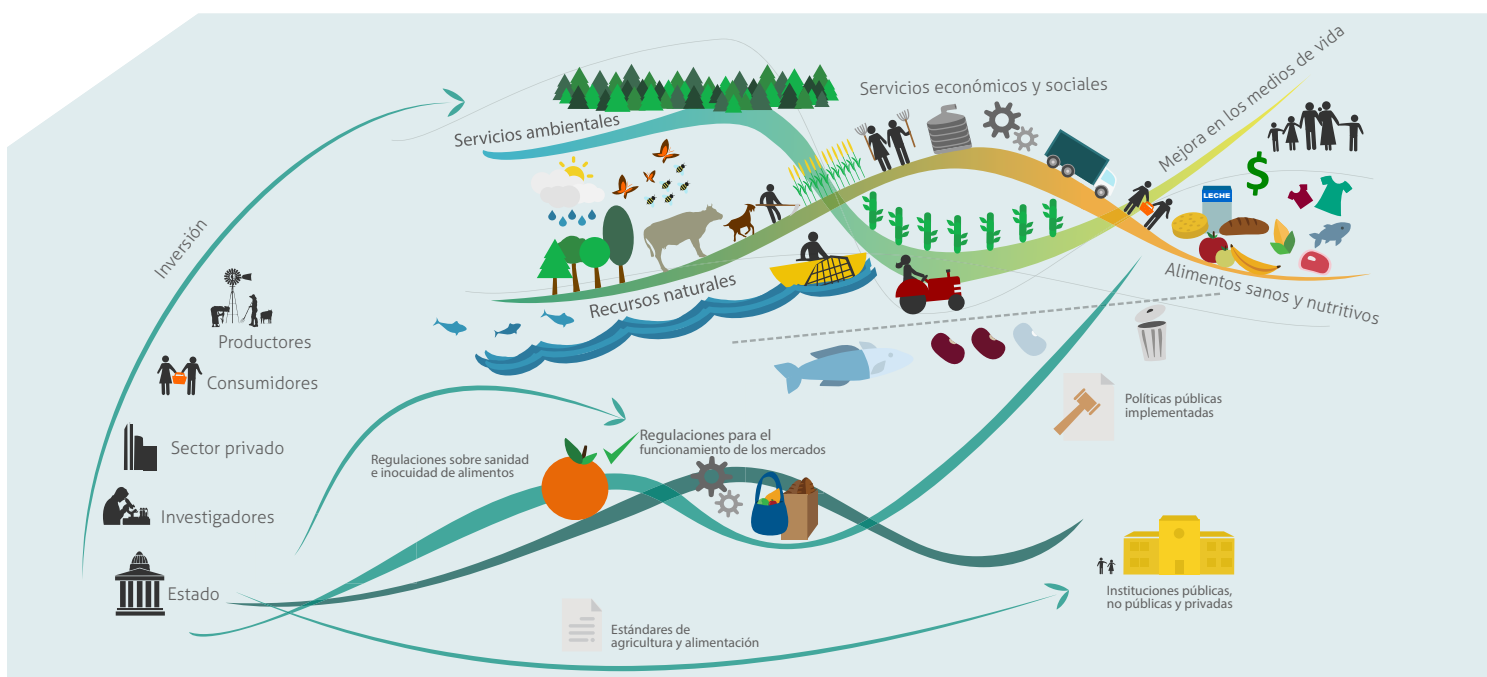 Servicios económicos y sociales
Mejora en los medios de vida
Servicios ambientales
LECHE
$
Inversión
Recursos naturales
Alimentos sanos y nutritivos
Productores
Consumidores
Sector privado
Investigadores
Estado
Regulaciones sobre sanidad
e inocuidad de alimentos
Regulaciones para el
funcionamiento de los mercados
Políticas públicas
implementadas
Instituciones públicas,
no públicas y privadas
Estándares de
agricultura y alimentación